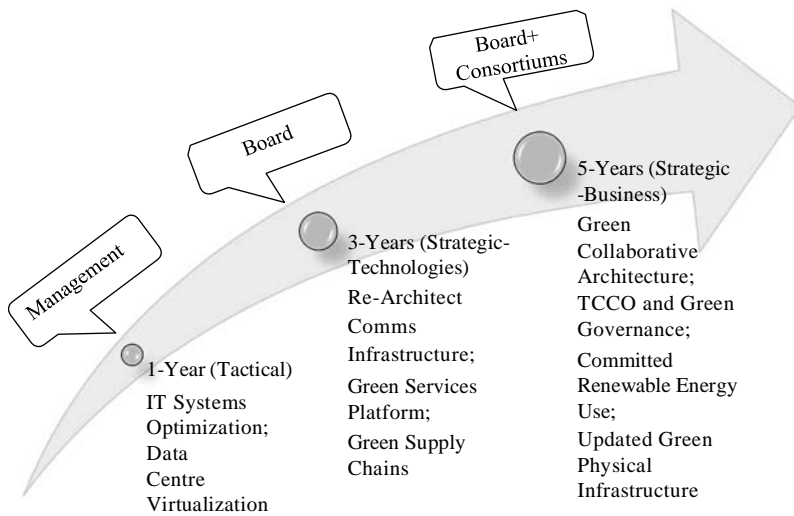 Management
1-Year (Tactical)
IT Systems
Optimization;
Data
Centre
Virtualization
Board
3-Years (Strategic-
Technologies)
Re-Architect
Comms
Infrastructure;
Green Services
Platform;
Green Supply
Chains
Board+
Consortiums
5-Years (Strategic
-Business)
Green
Collaborative
Architecture;
TCCO and Green
Governance;
Committed
Renewable Energy
Use;
Updated Green
Physical
Infrastructure